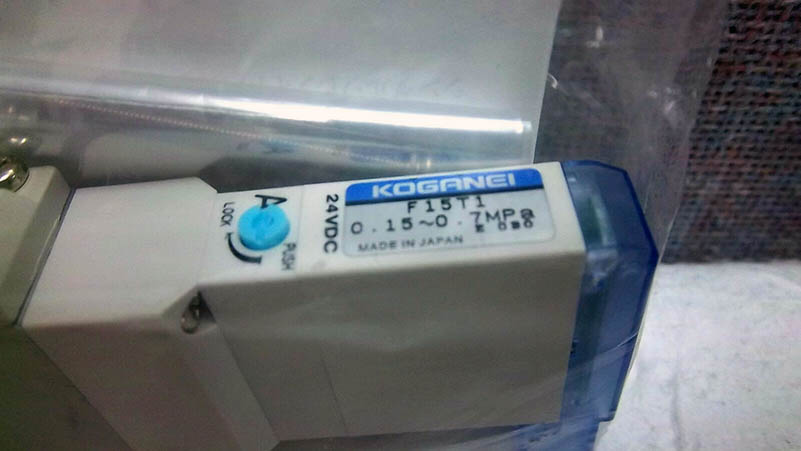 KOGANEI
F15T1
0.15~0.7MPa
MADE IN JAPAN
24VDC
A
LOCK
PUSH